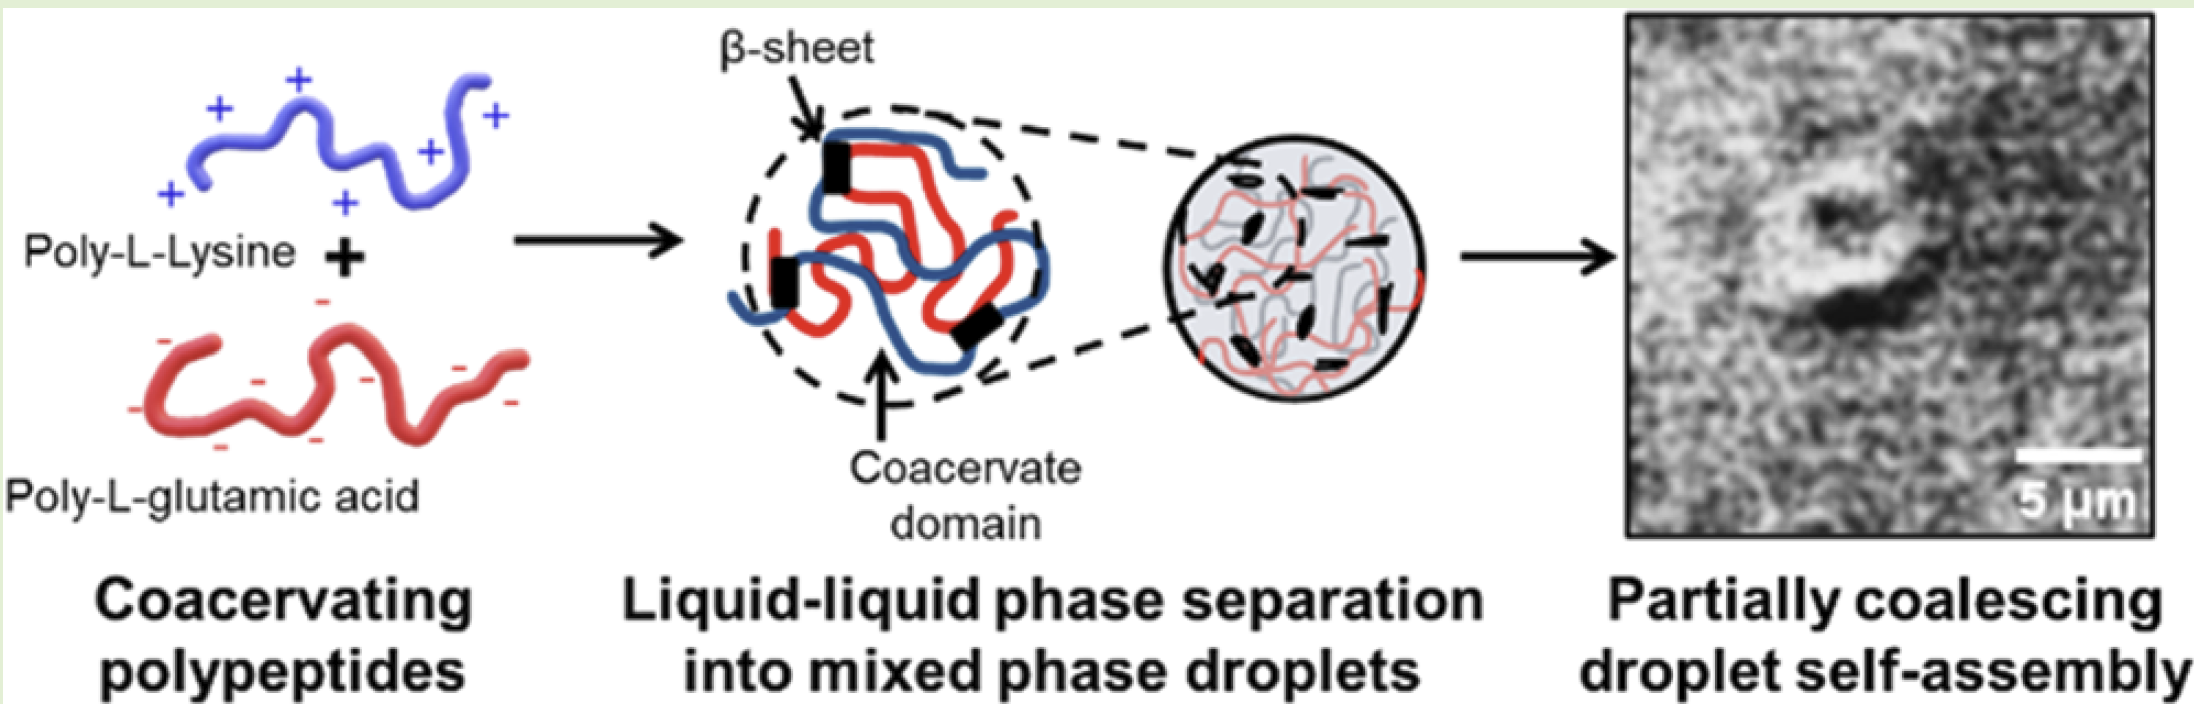 β-sheet
Poly-L-Lysine
+
Poly-L-glutamic acid
Coacervate
domain
5 μm
Coacervating
polypeptides
Liquid-liquid phase separation
into mixed phase droplets
Partially coalescing
droplet self-assembly